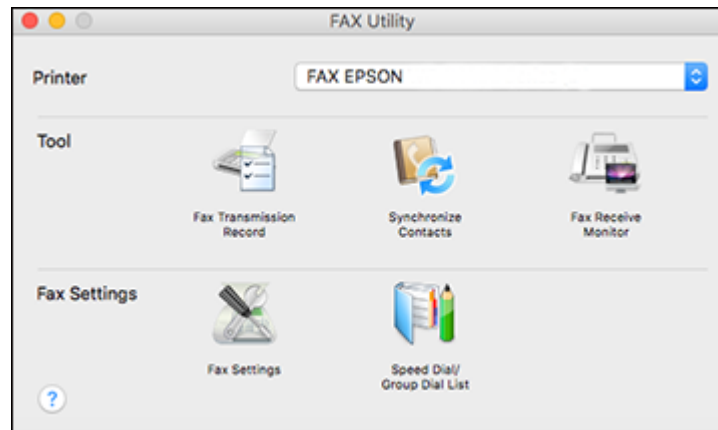 FAX Utility
Printer
FAX EPSON
Tool
Fax Transmission
Record
Synchronize
Contacts
Fax Receive
Monitor
Fax Settings
Fax Settings
Speed Dial/
Group Dial List
?